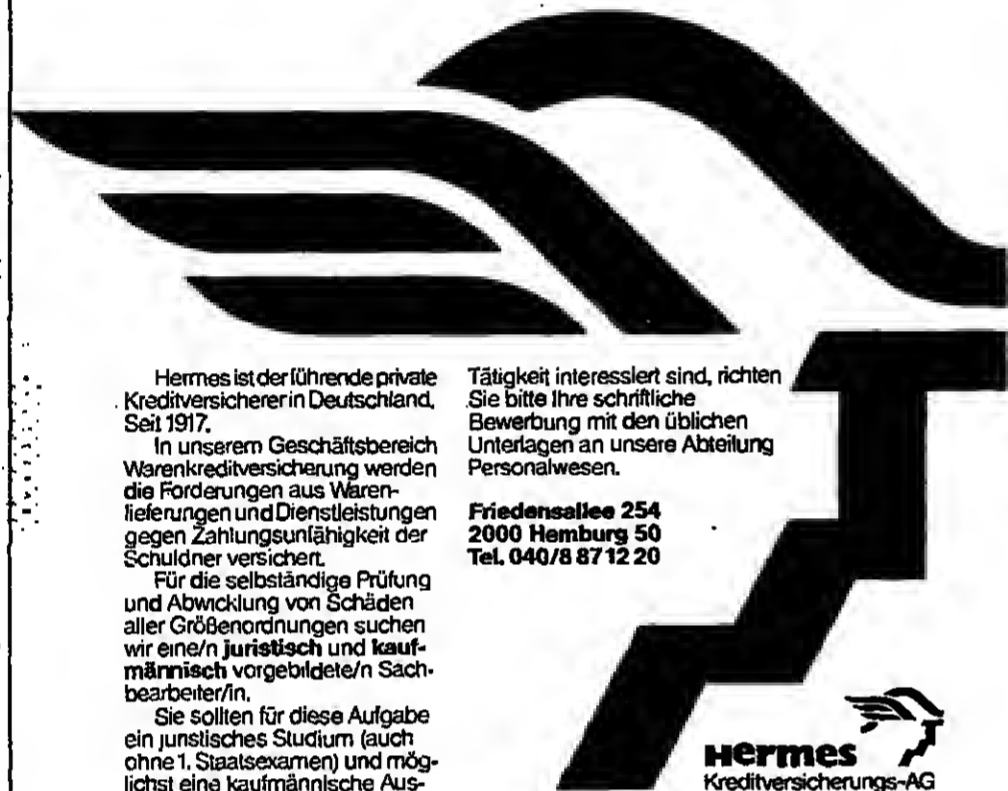 Hermes ist der führende private
Kreditversicherer in Deutschland.
Seit 1917.
In unserem Geschäftsbereich
Warenkreditversicherung werden
die Forderungen aus Waren-
lieferungen und Dienstleistungen
gegen Zahlungsunfähigkeit der
Schuldner versichert.
Für die selbständige Prüfung
und Abwicklung von Schäden
aller Größenordnungen suchen
wir eine/n juristisch und kauf-
männisch vorgebildete/n Sach-
bearbeiter/in.
Sie sollten für diese Aufgabe
ein juristisches Studium (auch
ohne 1. Staatsexamen) und mög-
lichst eine kaufmännische Aus-
Tätigkeit interessiert sind, richten
Sie bitte Ihre schriftliche
Bewerbung mit den üblichen
Unterlagen an unsere Abteilung
Personalwesen.
Friedensallee 254
2000 Hamburg 50
Tel. 040/8 87 12 20
Hermes
Kreditversicherungs-AG